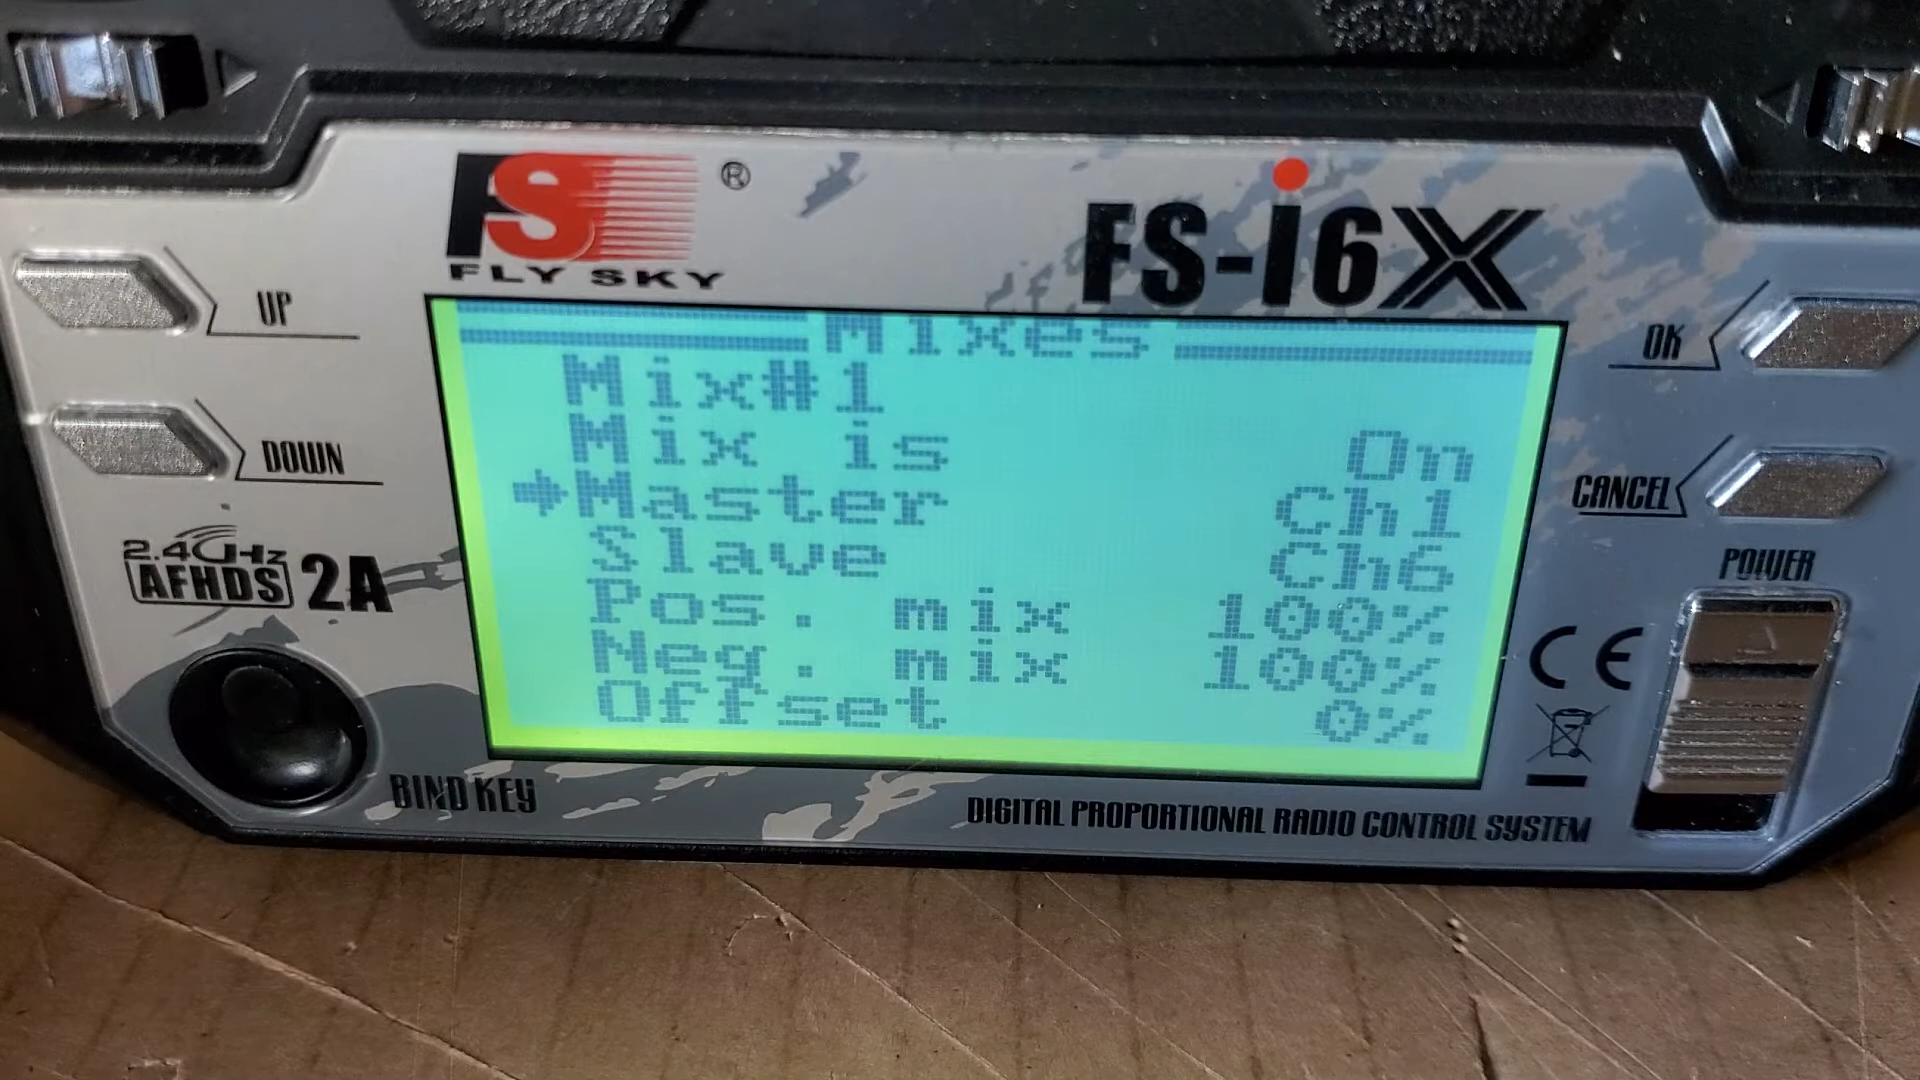 FS ®
FLY SKY
FS-i6X
UP
DOWN
OK
CANCEL
POWER
2.4GHz
AFHDS 2A
BIND KEY
Mixes
Mix#1
Mix is On
Master Ch1
Slave Ch6
Pos. mix 100%
Neg. mix 100%
Offset 0%
CE
DIGITAL PROPORTIONAL RADIO CONTROL SYSTEM